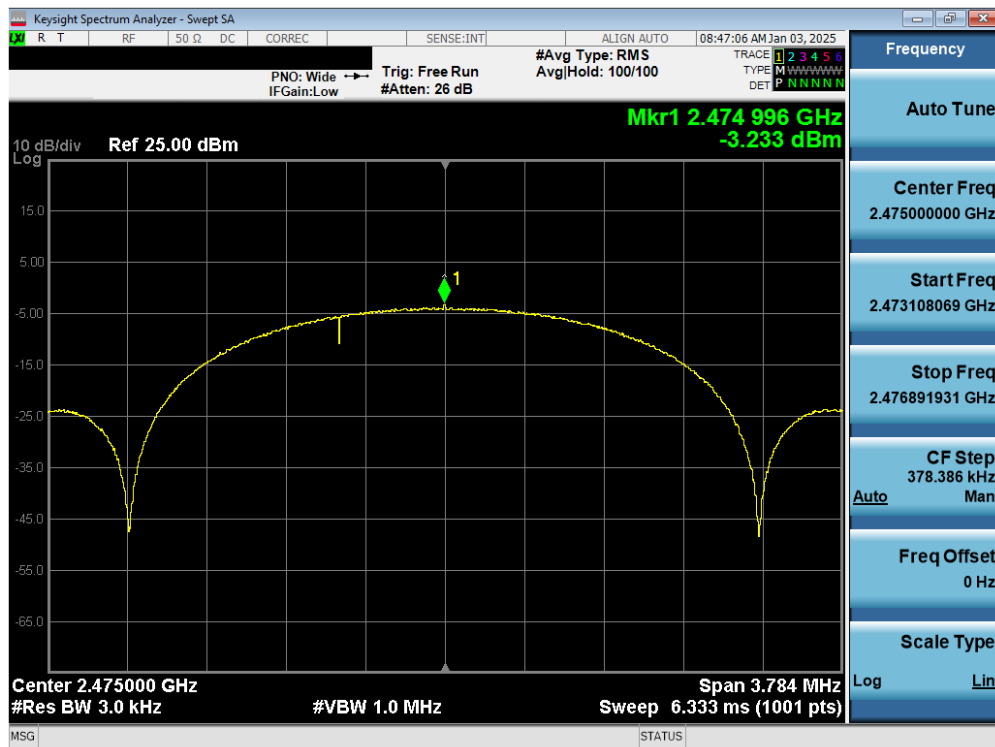 Keysight Spectrum Analyzer - Swept SA
LXI R T RF 50 Ω DC CORREC SENSE:INT ALIGN AUTO 08:47:06 AM Jan 03, 2025
PNO: Wide
IFGain:Low
Trig: Free Run
#Atten: 26 dB
#Avg Type: RMS
Avg|Hold: 100/100
TRACE 1 2 3 4 5 6
TYPE M W W W W W
DET P N N N N N
Mkr1 2.474 996 GHz
-3.233 dBm
10 dB/div Ref 25.00 dBm
Log
15.0
5.00
1
-5.00
-15.0
-25.0
-35.0
-45.0
-55.0
-65.0
Center 2.475000 GHz Span 3.784 MHz
#Res BW 3.0 kHz #VBW 1.0 MHz Sweep 6.333 ms (1001 pts)
MSG STATUS
Frequency
Auto Tune
Center Freq
2.475000000 GHz
Start Freq
2.473108069 GHz
Stop Freq
2.476891931 GHz
CF Step
378.386 kHz
Auto Man
Freq Offset
0 Hz
Scale Type
Log Lin